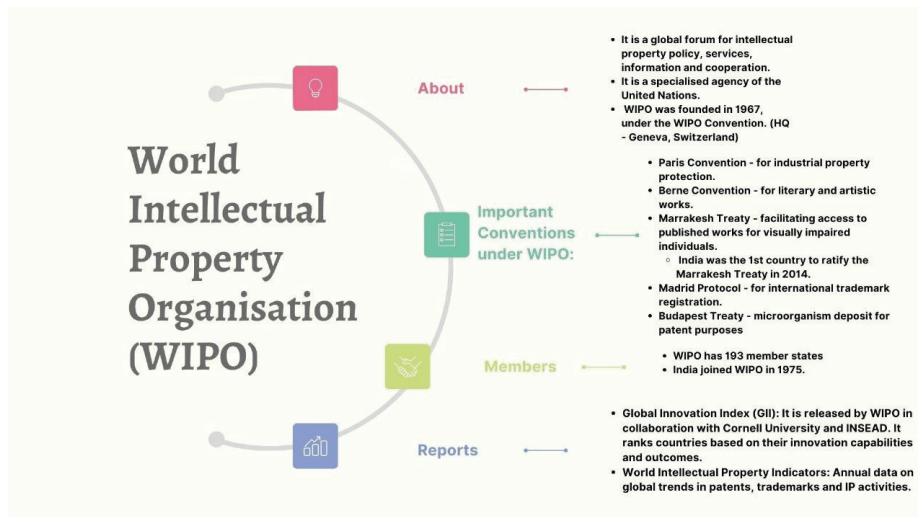 World
Intellectual
Property
Organisation
(WIPO)
About
• It is a global forum for intellectual
property policy, services,
information and cooperation.
• It is a specialised agency of the
United Nations.
• WIPO was founded in 1967,
under the WIPO Convention. (HQ
- Geneva, Switzerland)
Important
Conventions
under WIPO:
• Paris Convention - for industrial property
protection.
• Berne Convention - for literary and artistic
works.
• Marrakesh Treaty - facilitating access to
published works for visually impaired
individuals.
◦ India was the 1st country to ratify the
Marrakesh Treaty in 2014.
• Madrid Protocol - for international trademark
registration.
• Budapest Treaty - microorganism deposit for
patent purposes
Members
• WIPO has 193 member states
• India joined WIPO in 1975.
Reports
• Global Innovation Index (GII): It is released by WIPO in
collaboration with Cornell University and INSEAD. It
ranks countries based on their innovation capabilities
and outcomes.
• World Intellectual Property Indicators: Annual data on
global trends in patents, trademarks and IP activities.